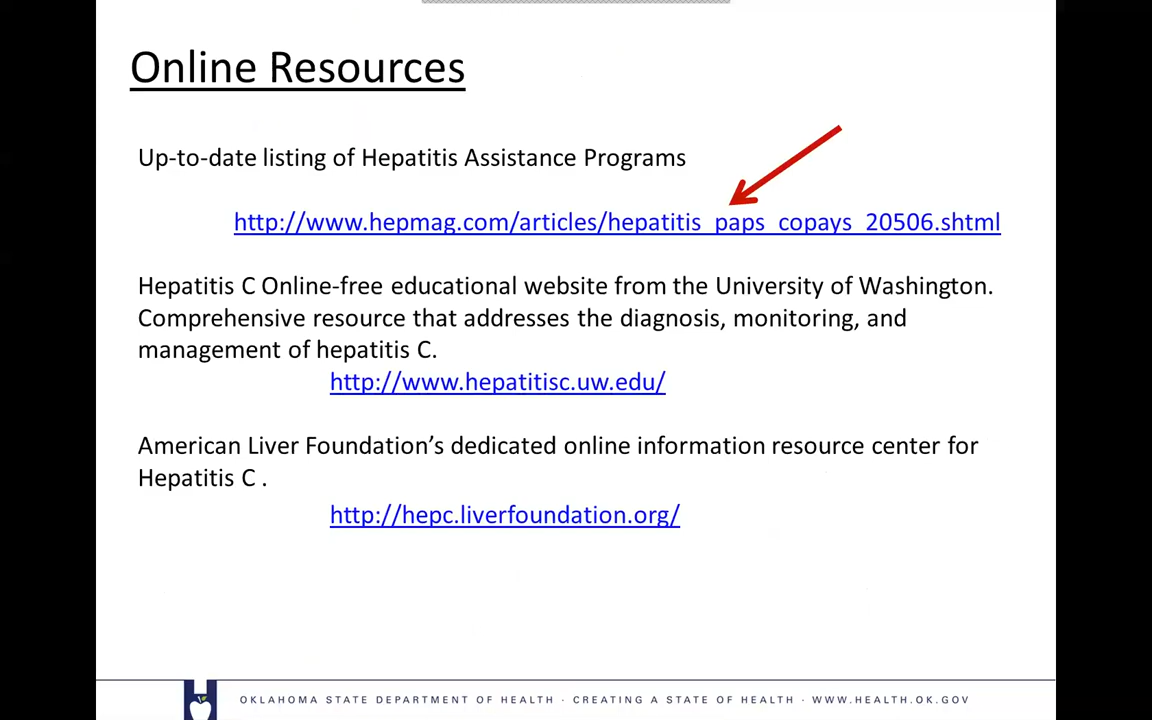 Online Resources
Up-to-date listing of Hepatitis Assistance Programs
http://www.hepmag.com/articles/hepatitis_paps_copays_20506.shtml
Hepatitis C Online-free educational website from the University of Washington.
Comprehensive resource that addresses the diagnosis, monitoring, and
management of hepatitis C.
http://www.hepatitisc.uw.edu/
American Liver Foundation’s dedicated online information resource center for
Hepatitis C .
http://hepc.liverfoundation.org/
OKLAHOMA STATE DEPARTMENT OF HEALTH · CREATING A STATE OF HEALTH · WWW.HEALTH.OK.GOV